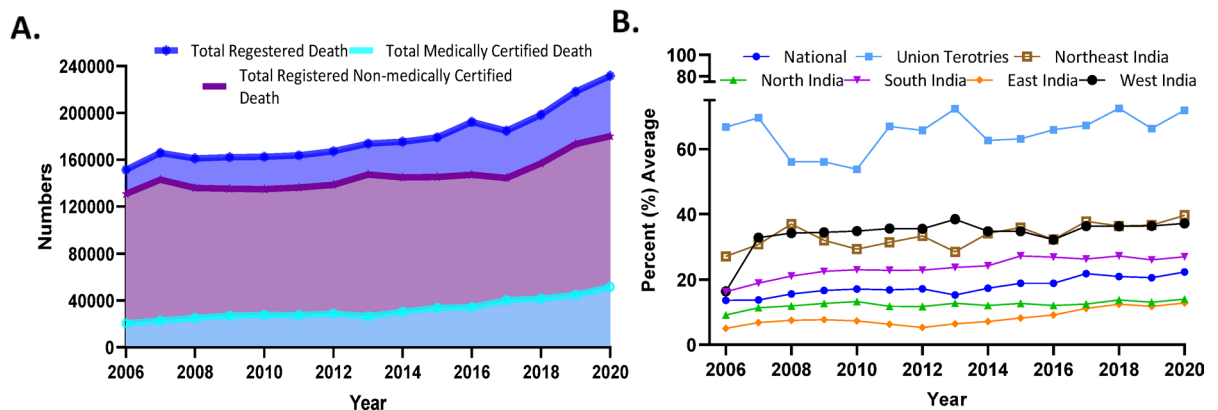 A.
Total Regestered Death
Total Medically Certified Death
Total Registered Non-medically Certified
Death
240000
200000
160000
120000
80000
40000
0
Numbers
2006 2008 2010 2012 2014 2016 2018 2020
Year
B.
National
Union Terotries
Northeast India
North India
South India
East India
West India
100
80
60
40
20
0
Percent (%) Average
2006 2008 2010 2012 2014 2016 2018 2020
Year